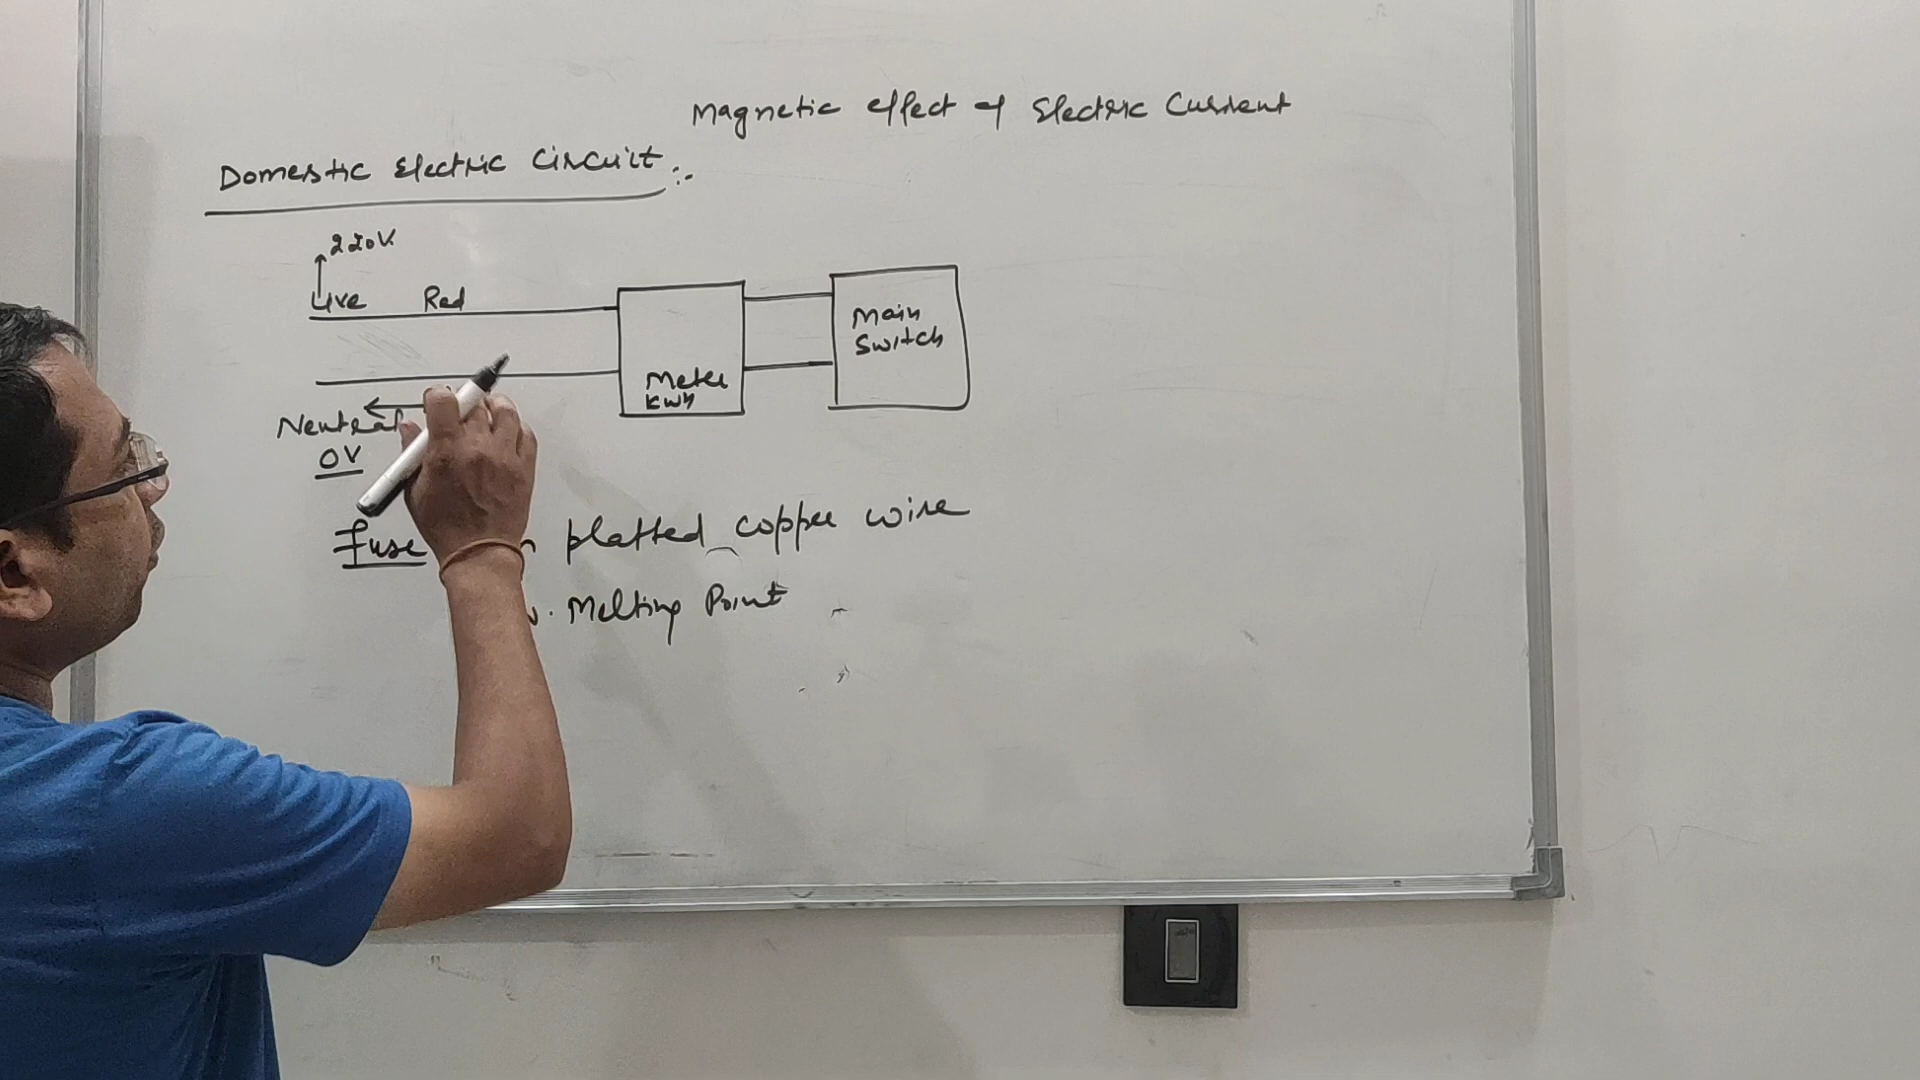 Magnetic effect of Electric Current
Domestic Electric Circuit :-
220V.
Live Red
Main
Switch
Meter
kwh
Neutral
0V
fuse platted copper wire
Melting Point